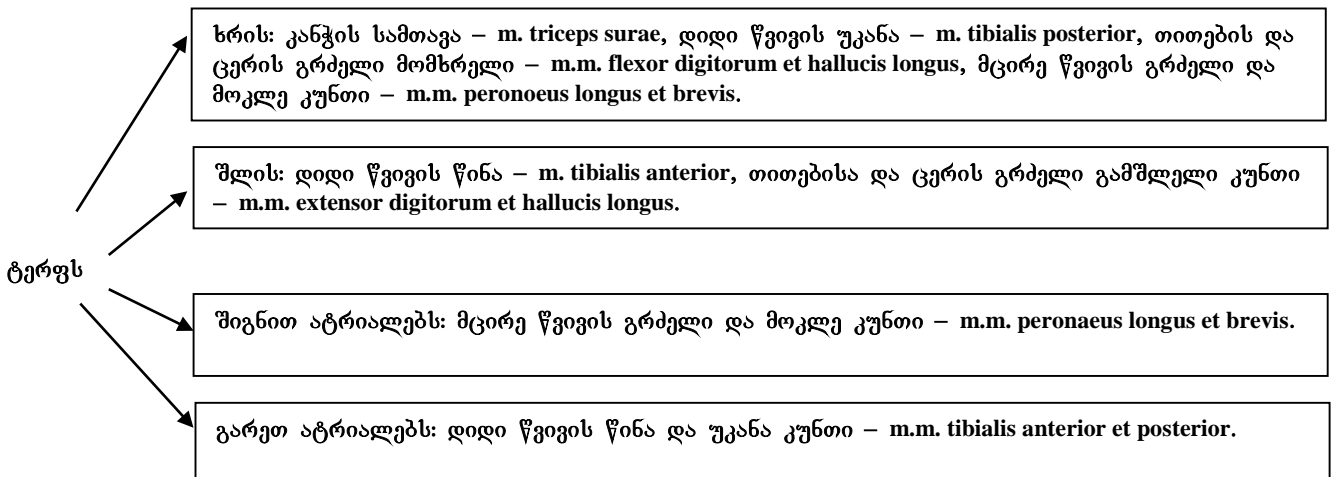 ხრის: კანჭის სამთავა – m. triceps surae, დიდი წვივის უკანა – m. tibialis posterior, თითების და
ცერის გრძელი მომხრელი – m.m. flexor digitorum et hallucis longus, მცირე წვივის გრძელი და
მოკლე კუნთი – m.m. peronoeus longus et brevis.
შლის: დიდი წვივის წინა – m. tibialis anterior, თითებისა და ცერის გრძელი გამშლელი კუნთი
– m.m. extensor digitorum et hallucis longus.
ტერფს
შიგნით ატრიალებს: მცირე წვივის გრძელი და მოკლე კუნთი – m.m. peronaeus longus et brevis.
გარეთ ატრიალებს: დიდი წვივის წინა და უკანა კუნთი – m.m. tibialis anterior et posterior.